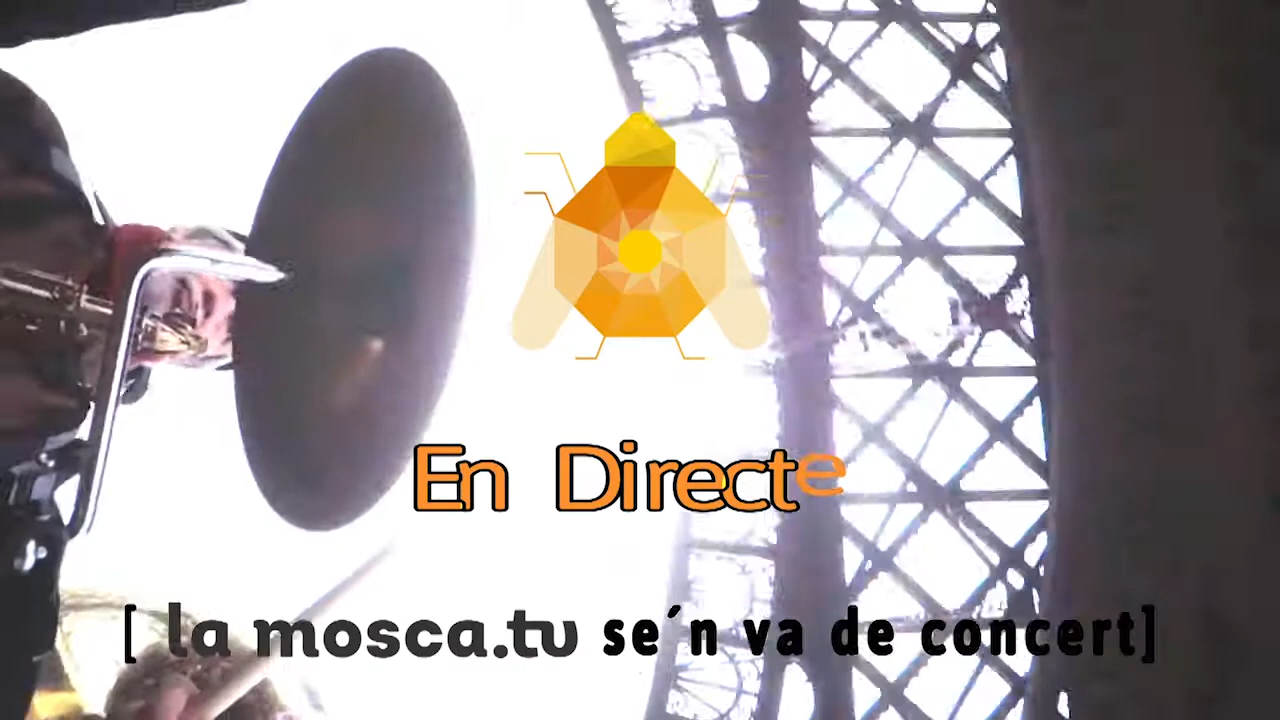 En Directe
[ la mosca.tv se´n va de concert]